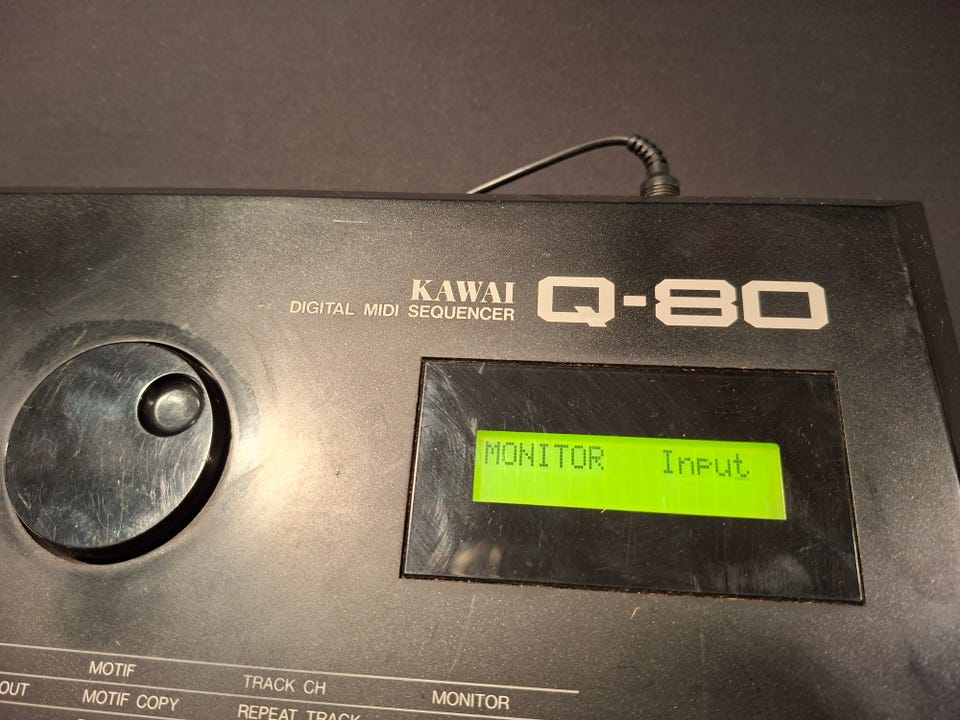 KAWAI Q-80
DIGITAL MIDI SEQUENCER
MONITOR Input
MOTIF TRACK CH
OUT MOTIF COPY REPEAT TRACK MONITOR